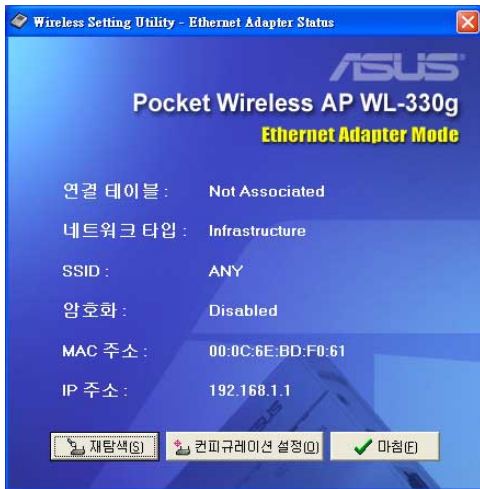 Wireless Setting Utility - Ethernet Adapter Status
ASUS
Pocket Wireless AP WL-330g
Ethernet Adapter Mode
연결 테이블 : Not Associated
네트워크 타입 : Infrastructure
SSID : ANY
암호화 : Disabled
MAC 주소 : 00:0C:6E:BD:F0:61
IP 주소 : 192.168.1.1
재탐색(S) 컨피규레이션 설정(O) 마침(F)